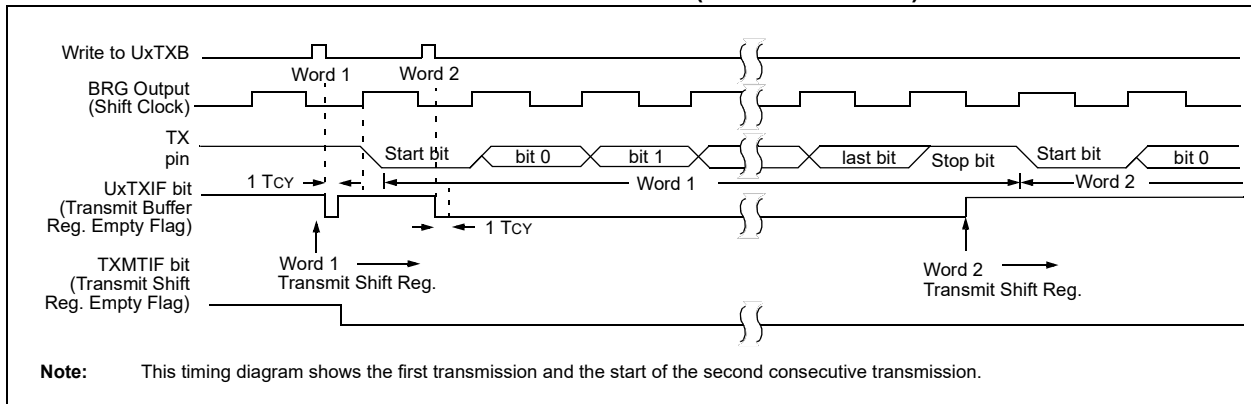 Write to UxTXB
Word 1 Word 2
BRG Output
(Shift Clock)
TX
pin
Start bit bit 0 bit 1 last bit Stop bit Start bit bit 0
1 TCY Word 1 Word 2
UxTXIF bit
(Transmit Buffer
Reg. Empty Flag)
1 TCY
Word 1
Transmit Shift Reg.
Word 2
Transmit Shift Reg.
TXMTIF bit
(Transmit Shift
Reg. Empty Flag)
Note: This timing diagram shows the first transmission and the start of the second consecutive transmission.